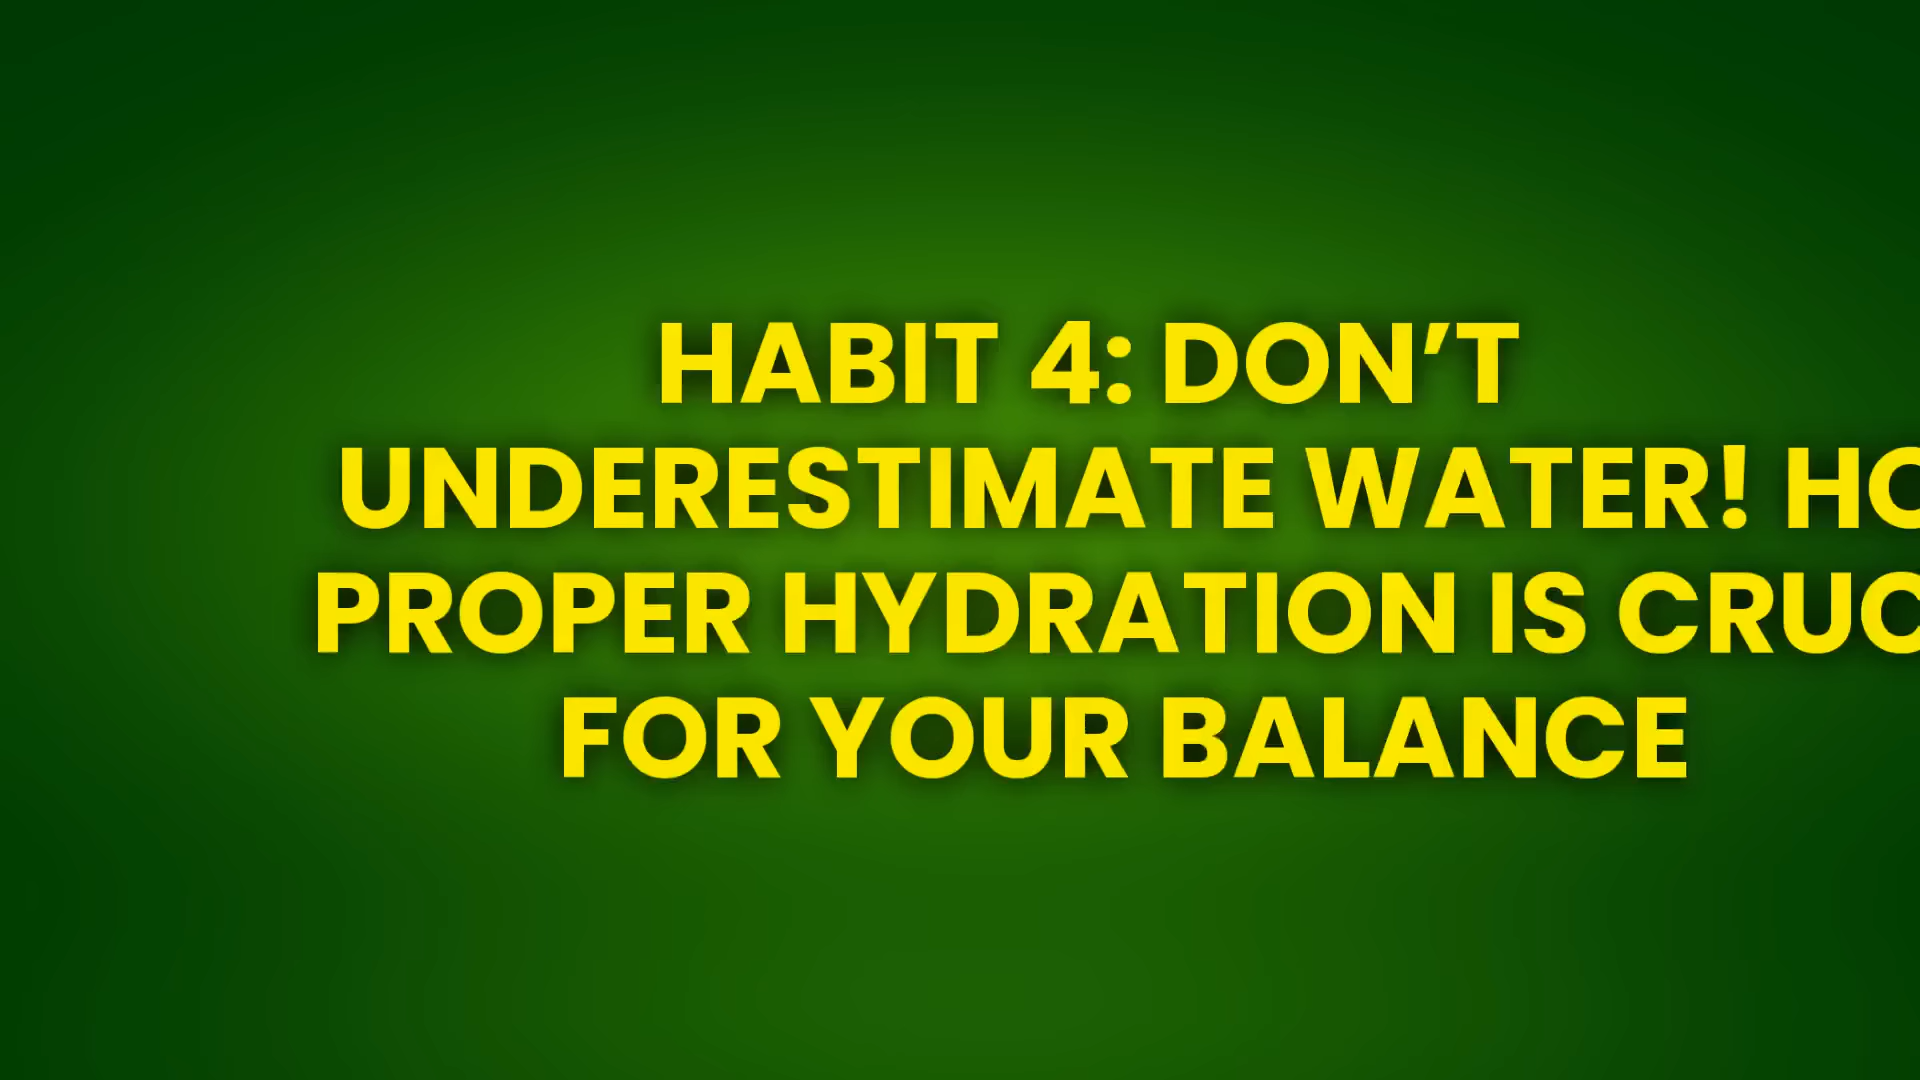 HABIT 4: DON’T
UNDERESTIMATE WATER! HO
PROPER HYDRATION IS CRUC
FOR YOUR BALANCE